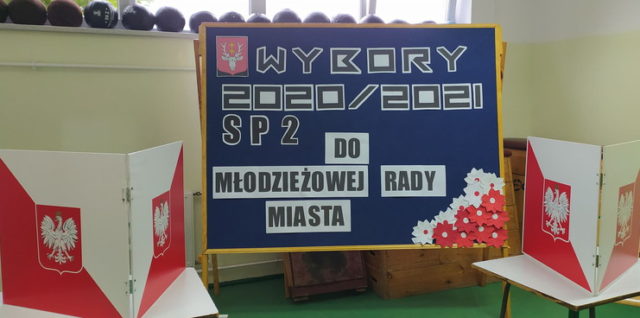 WYBORY
2020/2021
SP 2
DO
MŁODZIEŻOWEJ RADY
MIASTA